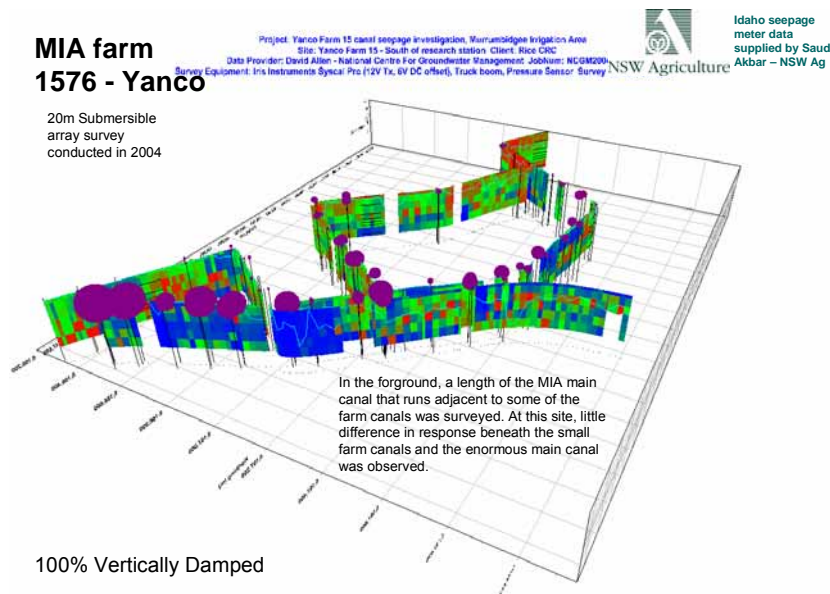 MIA farm
1576 - Yanco
20m Submersible
array survey
conducted in 2004
Project: Yanco Farm 15 canal seepage investigation, Murrumbidgee Irrigation Area
Site: Yanco Farm 15 - South of research station Client: Rice CRC
Data Provider: David Allen - National Centre For Groundwater Management JobNum: NCGM200
Survey Equipment: Iris Instruments Syscal Pro (12V Tx, 6V DC offset), Truck boom, Pressure Sensor Survey
NSW Agriculture
Idaho seepage
meter data
supplied by Saud
Akbar – NSW Ag
In the forground, a length of the MIA main
canal that runs adjacent to some of the
farm canals was surveyed. At this site, little
difference in response beneath the small
farm canals and the enormous main canal
was observed.
100% Vertically Damped